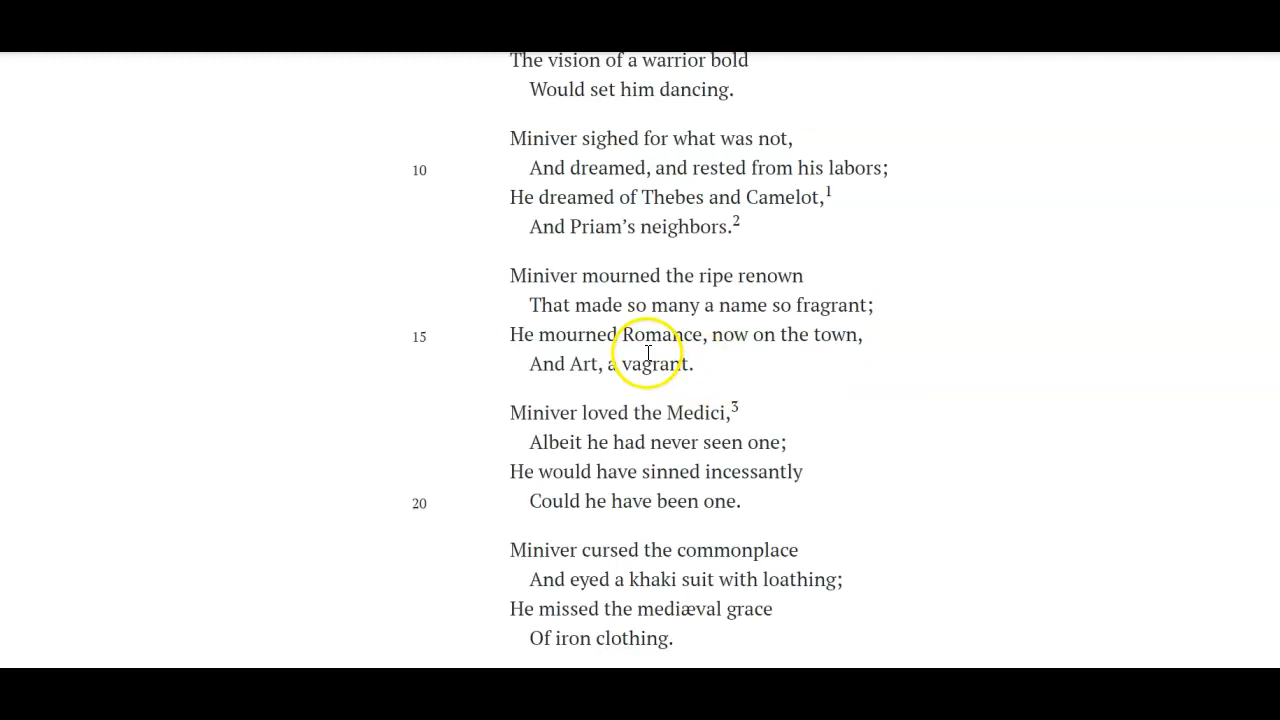 The vision of a warrior bold
Would set him dancing.
Miniver sighed for what was not,
10 And dreamed, and rested from his labors;
He dreamed of Thebes and Camelot,1
And Priam’s neighbors.2
Miniver mourned the ripe renown
That made so many a name so fragrant;
15 He mourned Romance, now on the town,
And Art, a vagrant.
Miniver loved the Medici,3
Albeit he had never seen one;
He would have sinned incessantly
20 Could he have been one.
Miniver cursed the commonplace
And eyed a khaki suit with loathing;
He missed the mediæval grace
Of iron clothing.